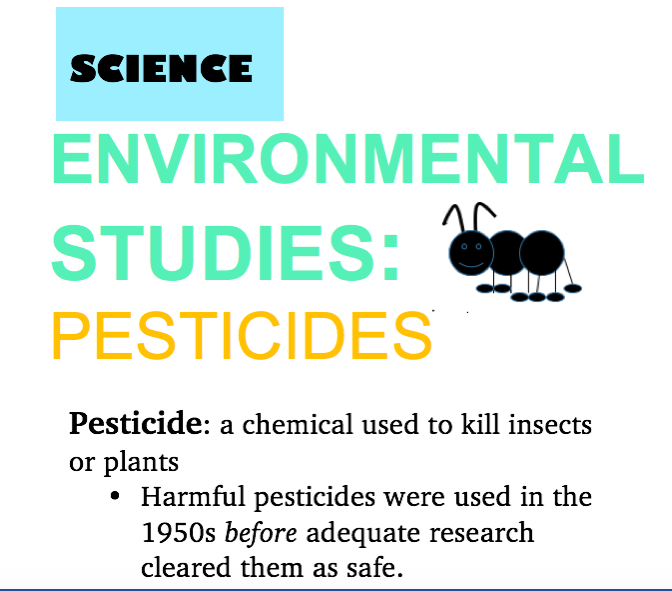 SCIENCE
ENVIRONMENTAL
STUDIES:
PESTICIDES
Pesticide: a chemical used to kill insects
or plants
• Harmful pesticides were used in the
1950s before adequate research
cleared them as safe.